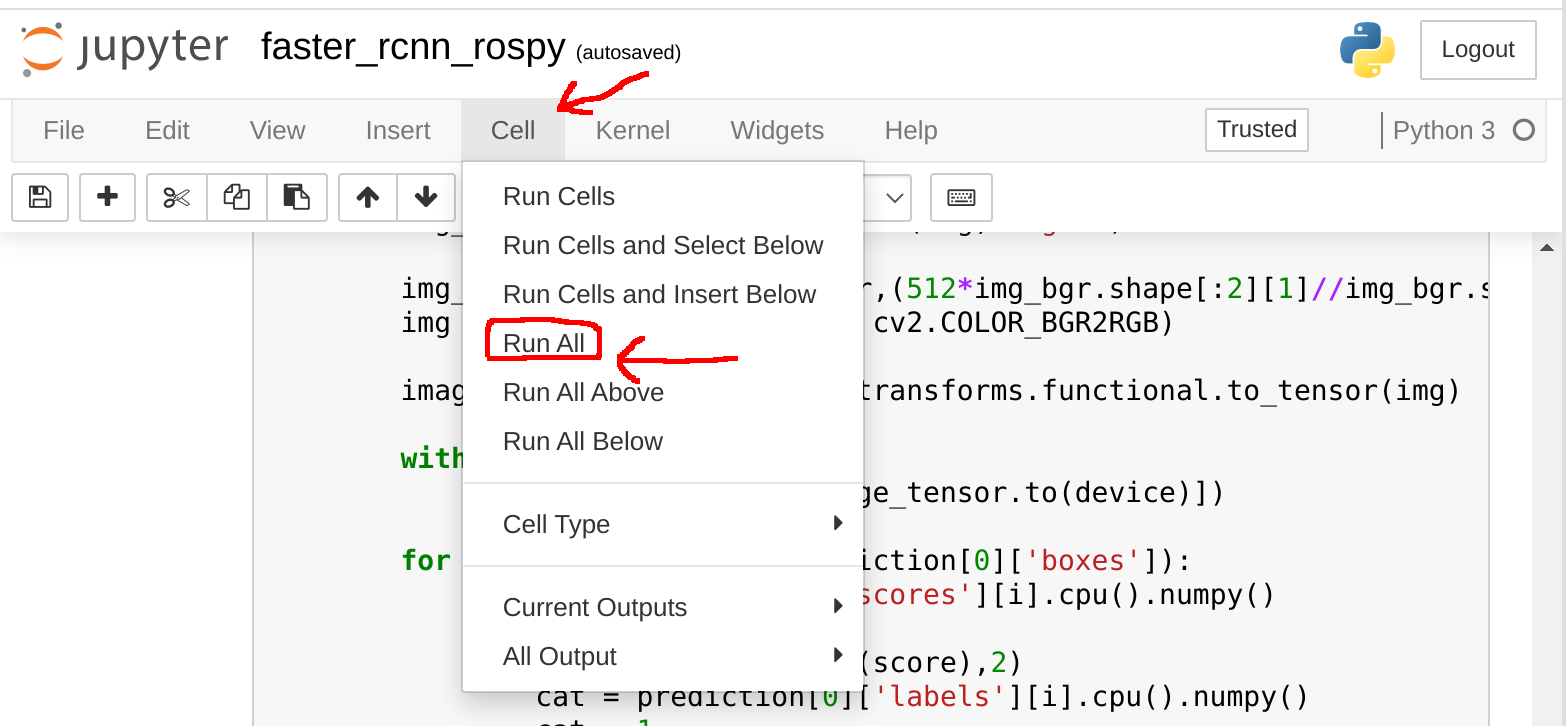 jupyter faster_rcnn_rospy (autosaved) Logout
File Edit View Insert Cell Kernel Widgets Help Trusted Python 3
Run Cells
Run Cells and Select Below
Run Cells and Insert Below
Run All
Run All Above
Run All Below
Cell Type
Current Outputs
All Output
img_ r,(512*img_bgr.shape[:2][1]//img_bgr.s
img cv2.COLOR_BGR2RGB)
imag transforms.functional.to_tensor(img)
with
ge_tensor.to(device)])
for iction[0]['boxes']):
scores'][i].cpu().numpy()
(score),2)
cat = prediction[0]['labels'][i].cpu().numpy()